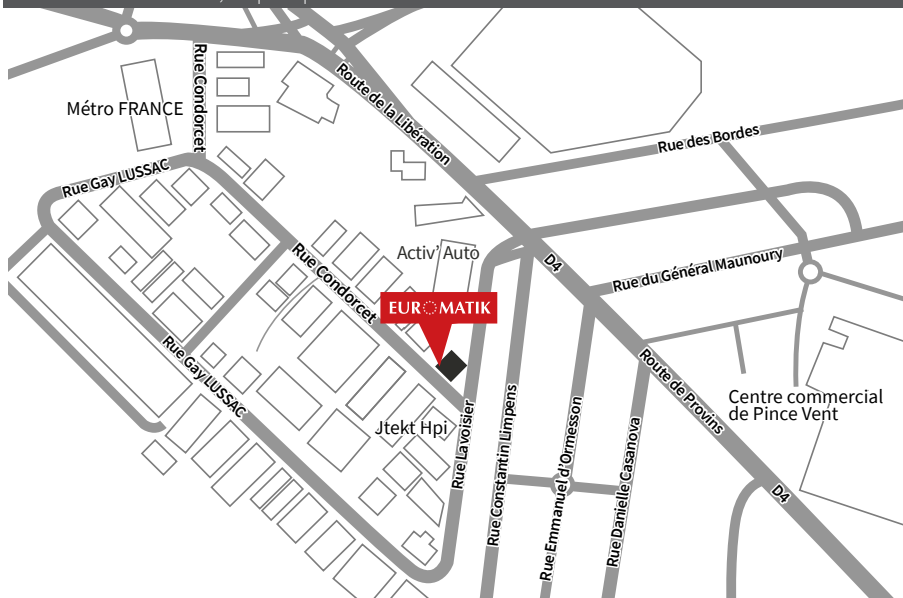 Rue Condorcet
Route de la Libération
Métro FRANCE
Rue des Bordes
Rue Gay LUSSAC
Activ' Auto
Rue Condorcet
D4
Rue du Général Maunoury
EUROMATIK
Rue Gay LUSSAC
Route de Provins
Centre commercial
de Pince Vent
Jtekt Hpi
Rue Lavoisier
Rue Constantin Limpens
Rue Emmanuel d'Ormesson
Rue Danielle Casanova
D4